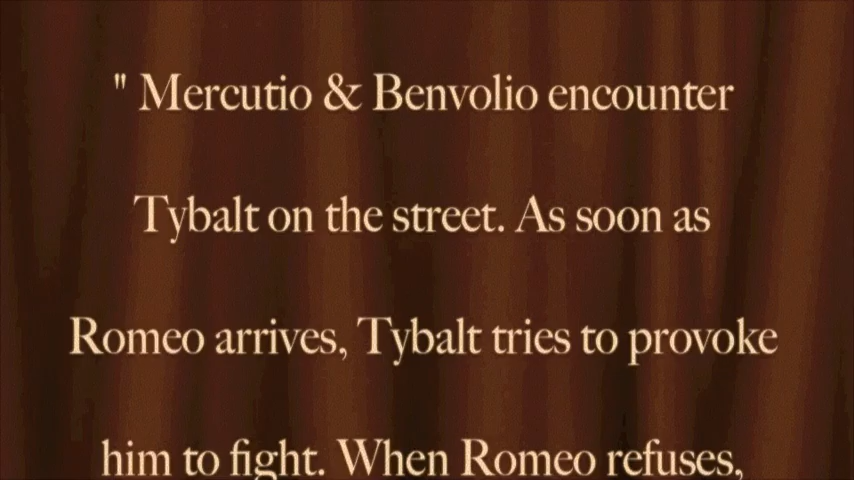 " Mercutio & Benvolio encounter
Tybalt on the street. As soon as
Romeo arrives, Tybalt tries to provoke
him to fight. When Romeo refuses,